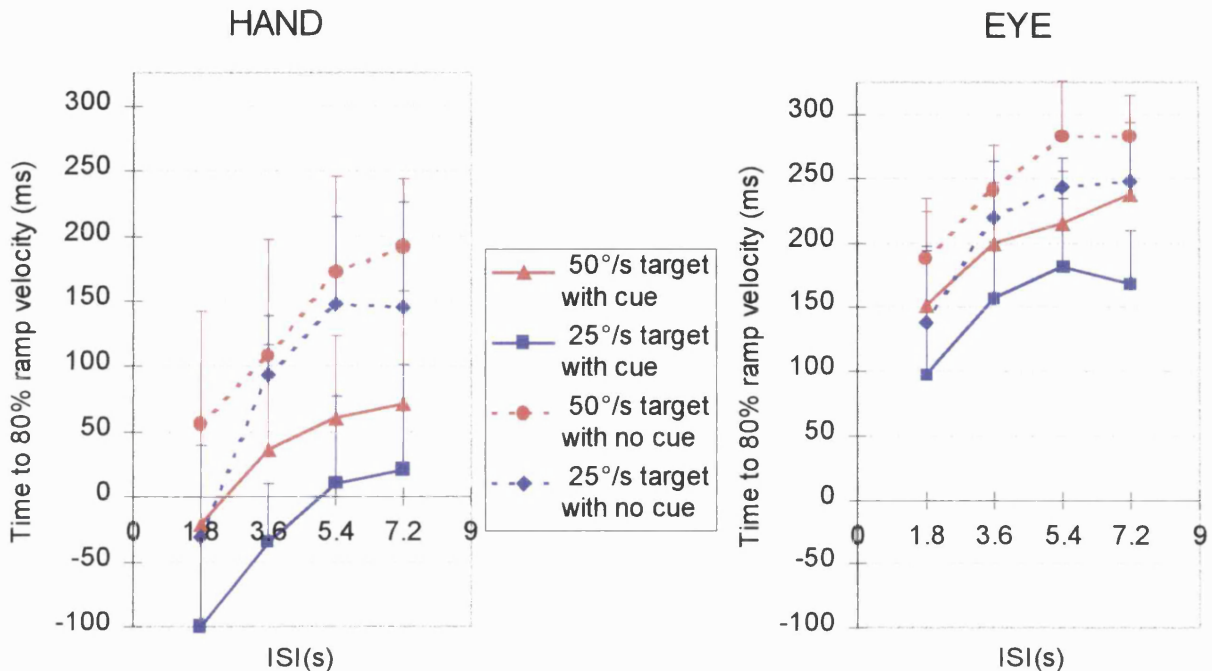 HAND
Time to 80% ramp velocity (ms)
300
250
200
150
100
50
0
-50
-100
0
1.8
3.6
5.4
7.2
9
ISI(s)
50°/s target
with cue
25°/s target
with cue
50°/s target
with no cue
25°/s target
with no cue
EYE
Time to 80% ramp velocity (ms)
300
250
200
150
100
50
0
-50
-100
0
1.8
3.6
5.4
7.2
9
ISI(s)